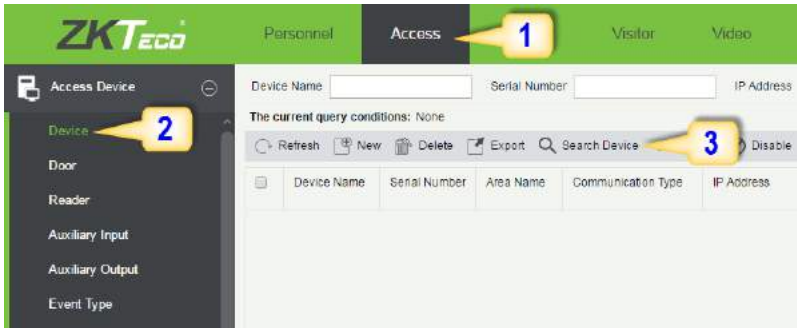 ZKTECO Personnel Access 1 Visitor Video
Access Device Device Name Serial Number IP Address
The current query conditions: None
Device 2 Refresh New Delete Export Search Device 3 Disable
Door Device Name Serial Number Area Name Communication Type IP Address
Reader
Auxiliary Input
Auxiliary Output
Event Type